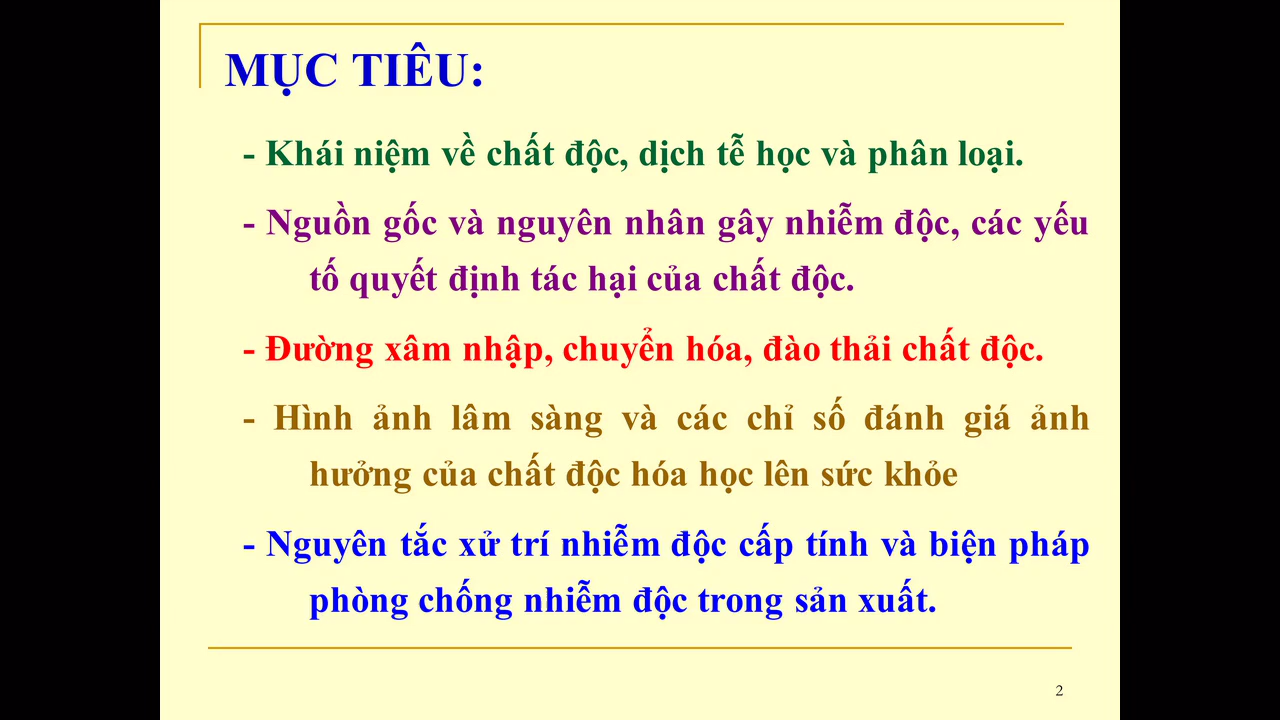 MỤC TIÊU:
- Khái niệm về chất độc, dịch tễ học và phân loại.
- Nguồn gốc và nguyên nhân gây nhiễm độc, các yếu
tố quyết định tác hại của chất độc.
- Đường xâm nhập, chuyển hóa, đào thải chất độc.
- Hình ảnh lâm sàng và các chỉ số đánh giá ảnh
hưởng của chất độc hóa học lên sức khỏe
- Nguyên tắc xử trí nhiễm độc cấp tính và biện pháp
phòng chống nhiễm độc trong sản xuất.
2